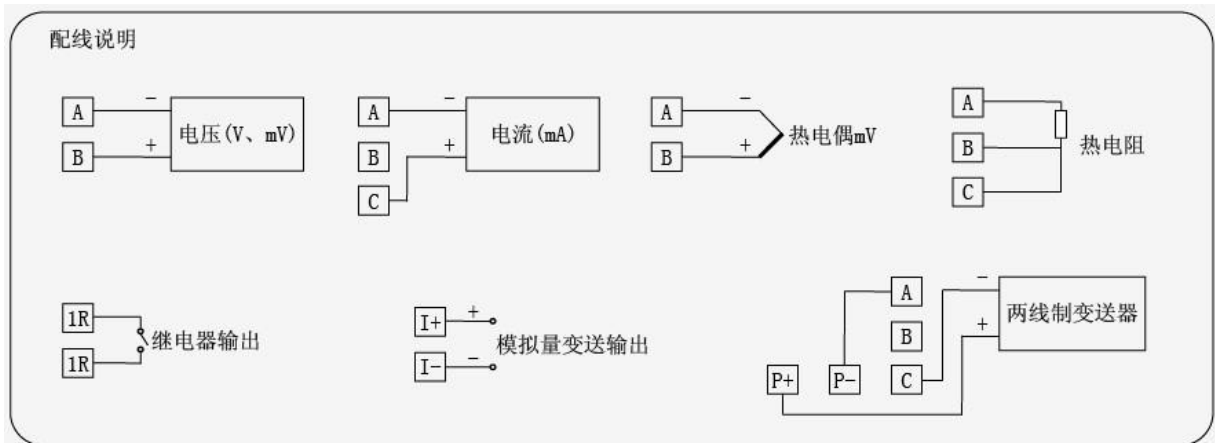 配线说明
A - 电压(V、mV)
B +
A - 电流(mA)
B +
C
A - 热电偶mV
B +
A
B 热电阻
C
1R 继电器输出
1R
I+ + 模拟量变送输出
I- -
A - 两线制变送器
B +
P+ P- C